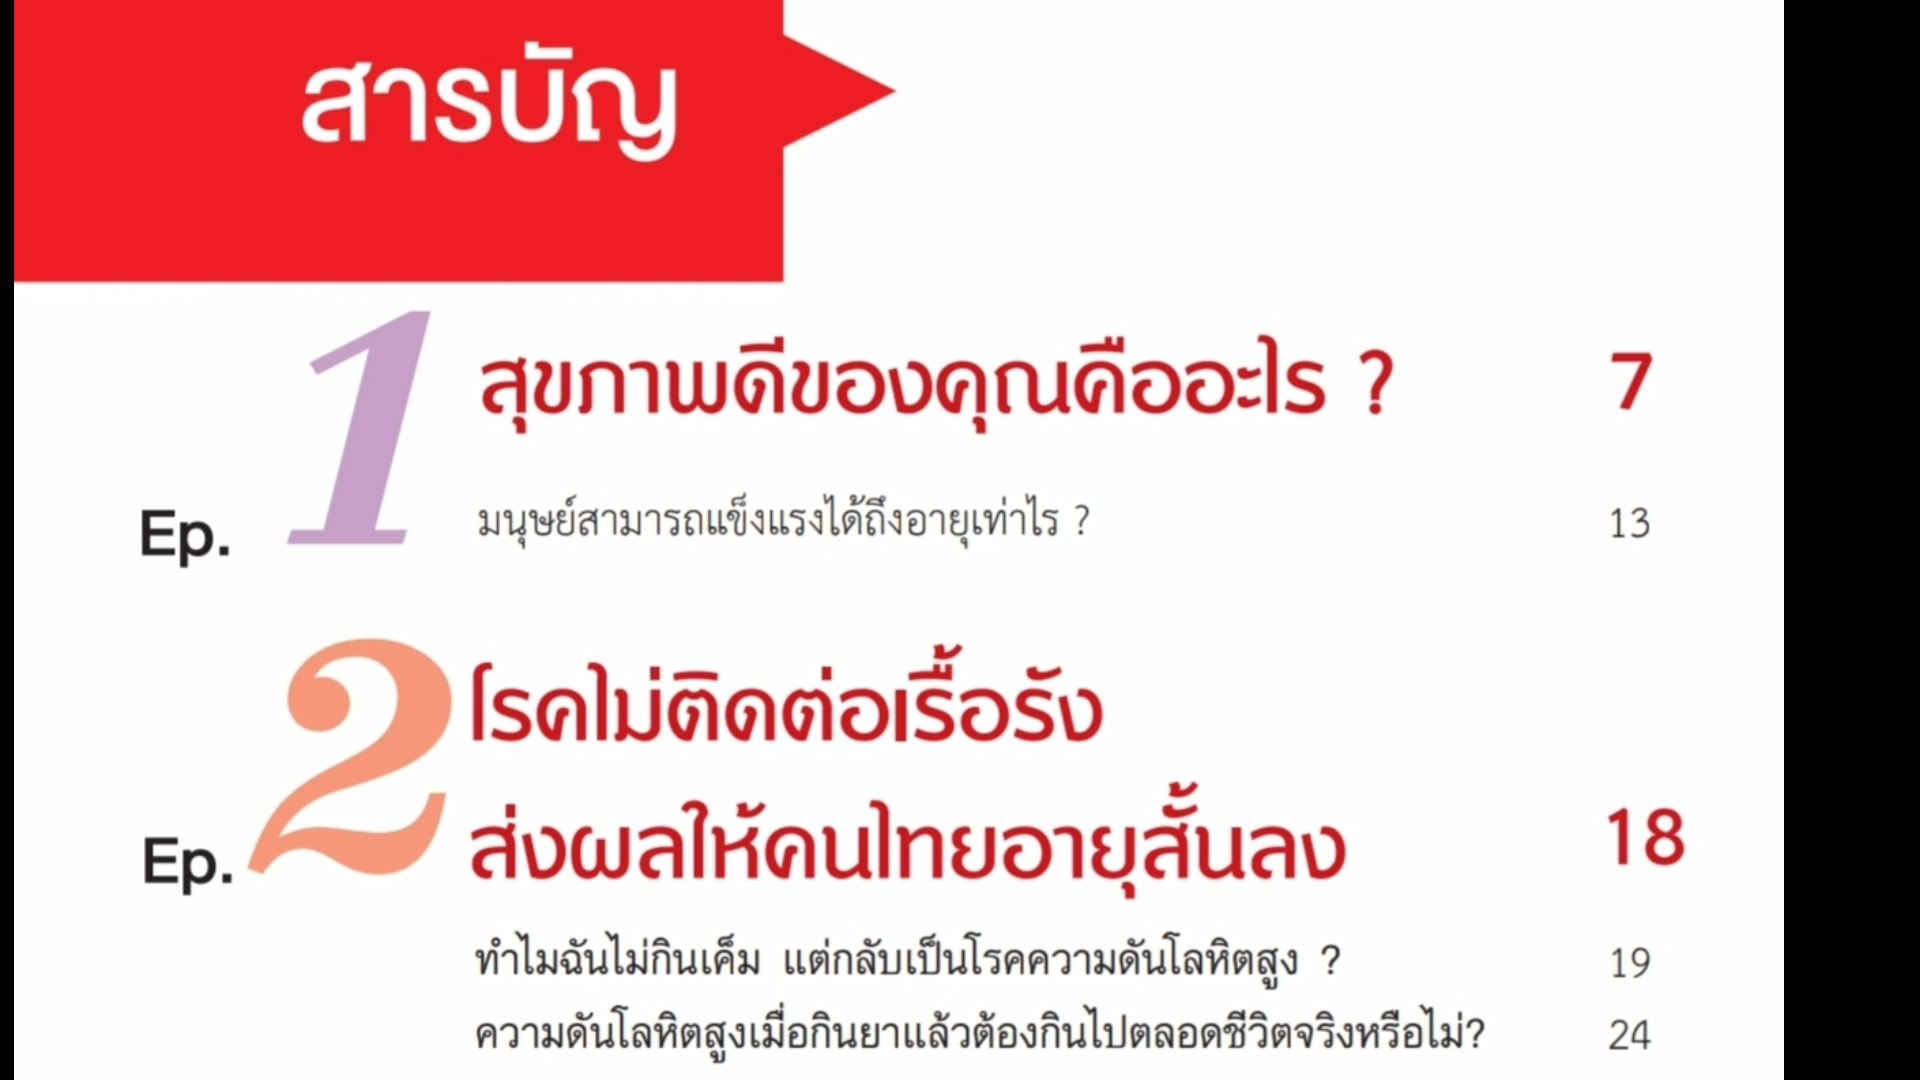 สารบัญ
Ep. 1 สุขภาพดีของคุณคืออะไร ? 7
มนุษย์สามารถแข็งแรงได้ถึงอายุเท่าไร ? 13
Ep. 2 โรคไม่ติดต่อเรื้อรัง
ส่งผลให้คนไทยอายุสั้นลง 18
ทำไมฉันไม่กินเค็ม แต่กลับเป็นโรคความดันโลหิตสูง ? 19
ความดันโลหิตสูงเมื่อกินยาแล้วต้องกินไปตลอดชีวิตจริงหรือไม่? 24